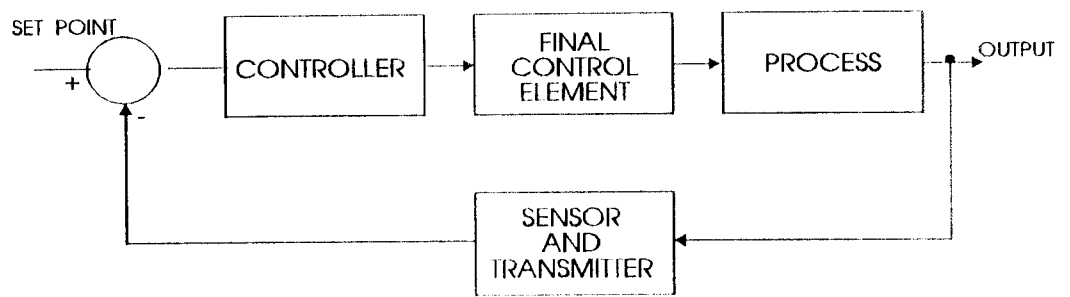 SET POINT
+
-
CONTROLLER
FINAL
CONTROL
ELEMENT
PROCESS
OUTPUT
SENSOR
AND
TRANSMITTER